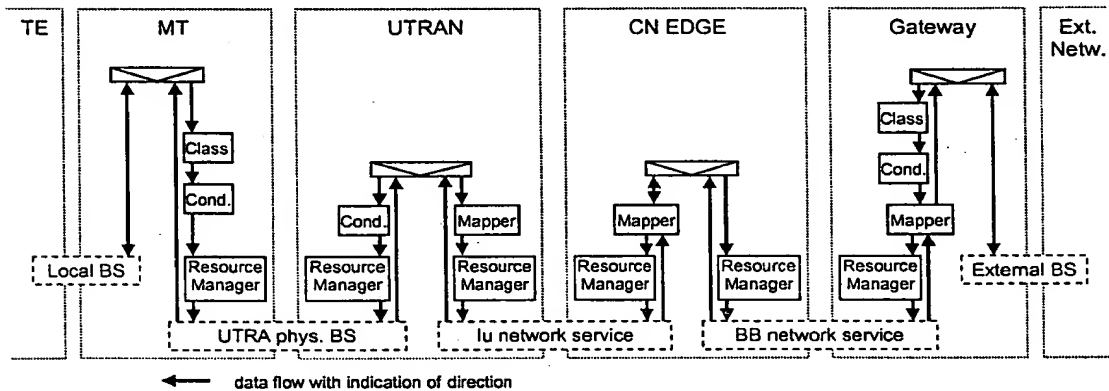 TE
MT
UTRAN
CN EDGE
Gateway
Ext.
Netw.
Class
Cond.
Class
Cond.
Cond.
Mapper
Mapper
Mapper
Local BS
Resource
Manager
Resource
Manager
Resource
Manager
Resource
Manager
Resource
Manager
Resource
Manager
External BS
UTRA phys. BS
Iu network service
BB network service
data flow with indication of direction